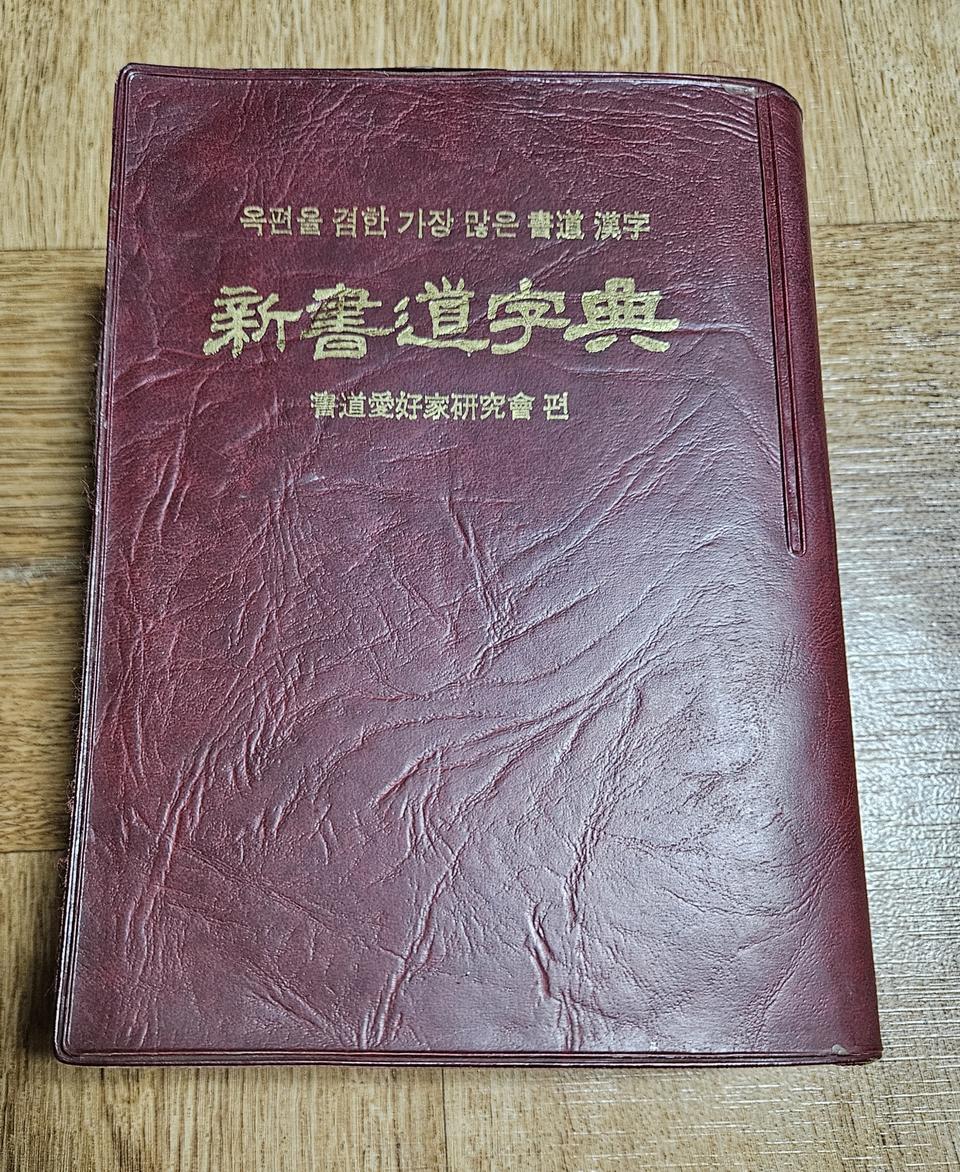 옥편을 겸한 가장 많은 書道 漢字
新書道字典
書道愛好家研究會 편